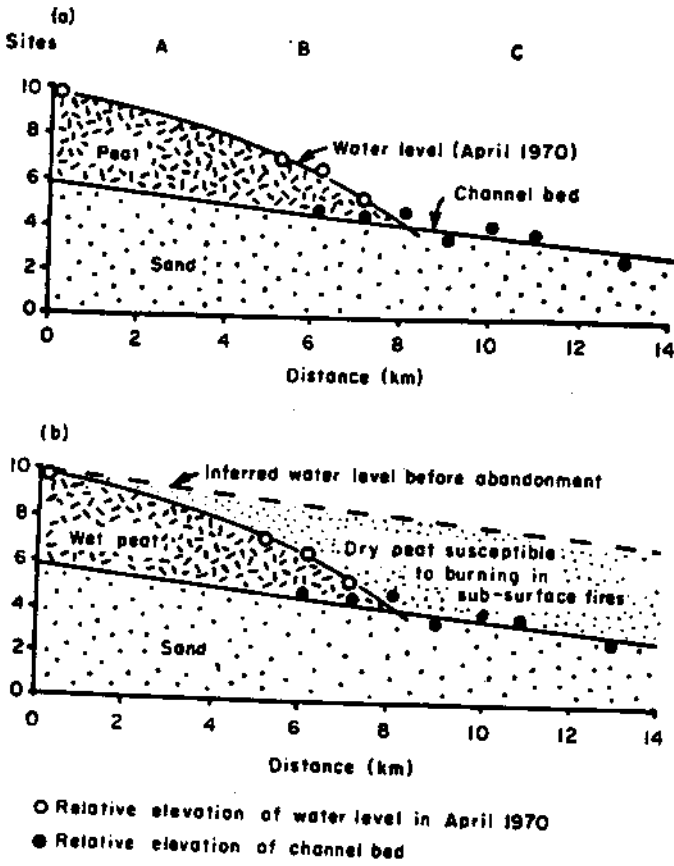 (a)
Sites A B C
10
8
6
4
2
0
Peat
Water level (April 1970)
Channel bed
Sand
0 2 4 6 8 10 12 14
Distance (km)
(b)
10
8
6
4
2
0
Inferred water level before abandonment
Wet peat
Dry peat susceptible
to burning in
sub-surface fires
Sand
0 2 4 6 8 10 12 14
Distance (km)
Relative elevation of water level in April 1970
Relative elevation of channel bed